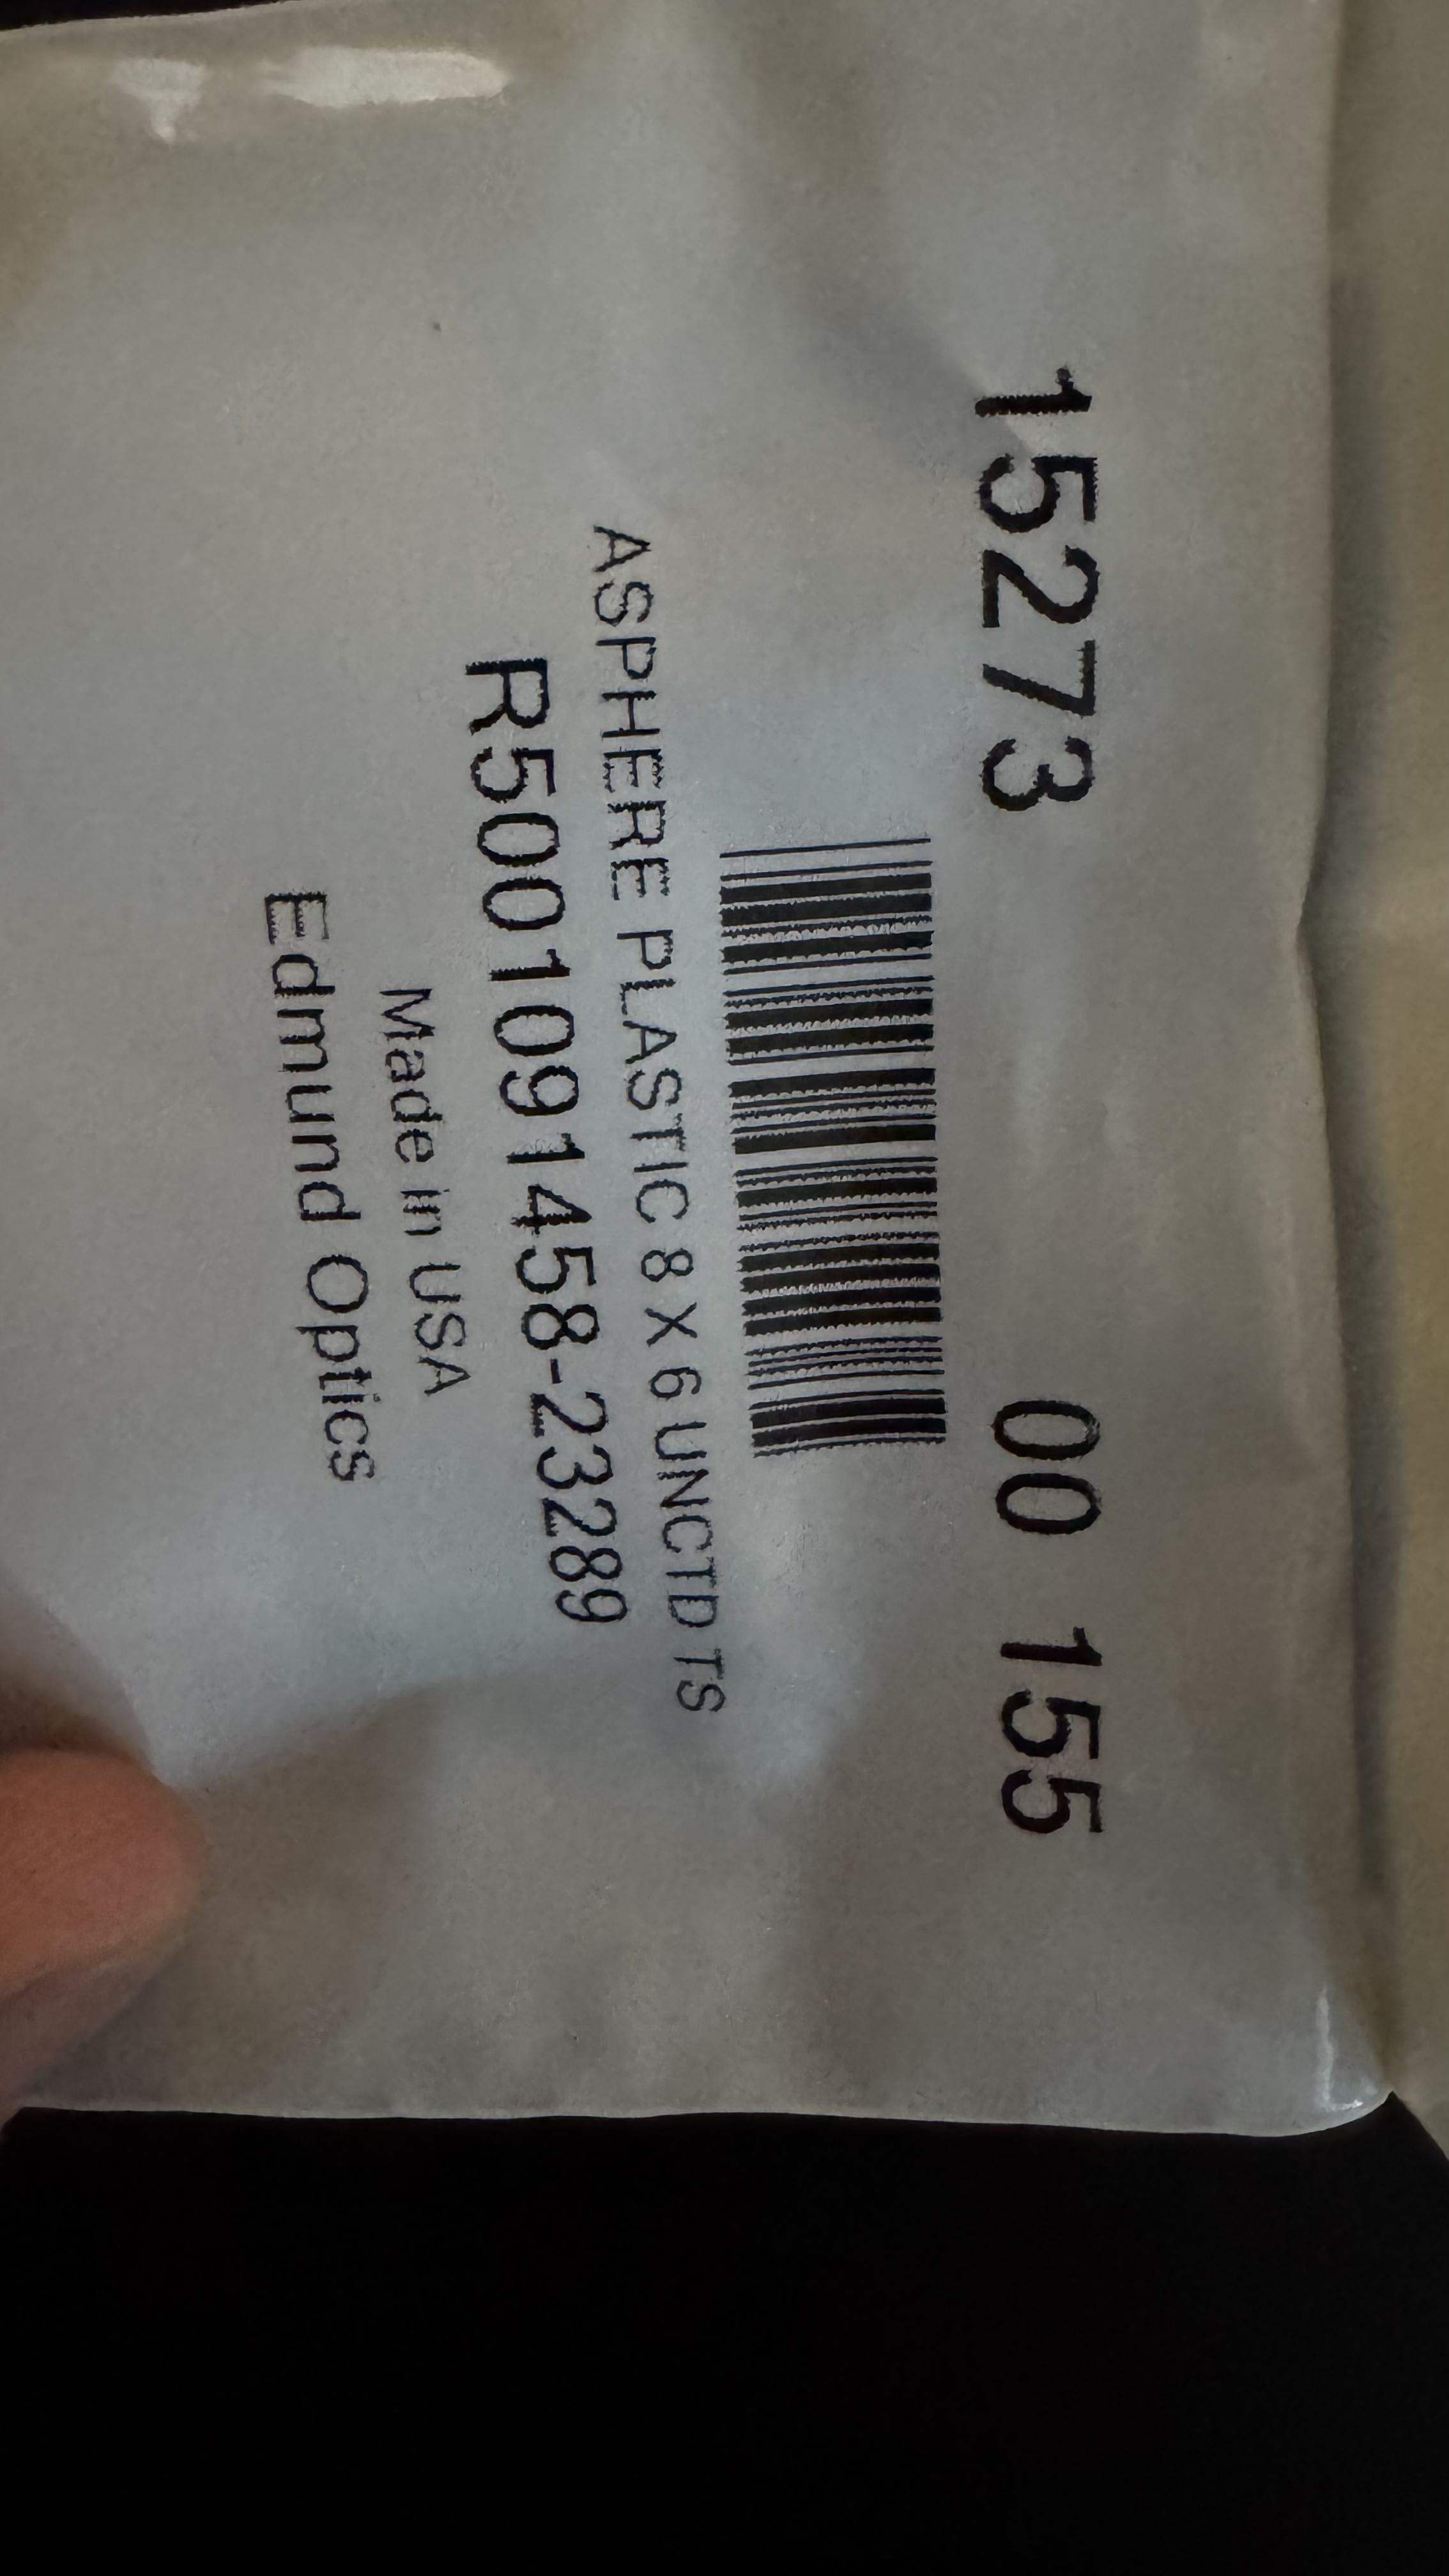 15273 00 155
ASPHERE PLASTIC 8 X 6 UNCTD TS
R5001091458-23289
Made in USA
Edmund Optics